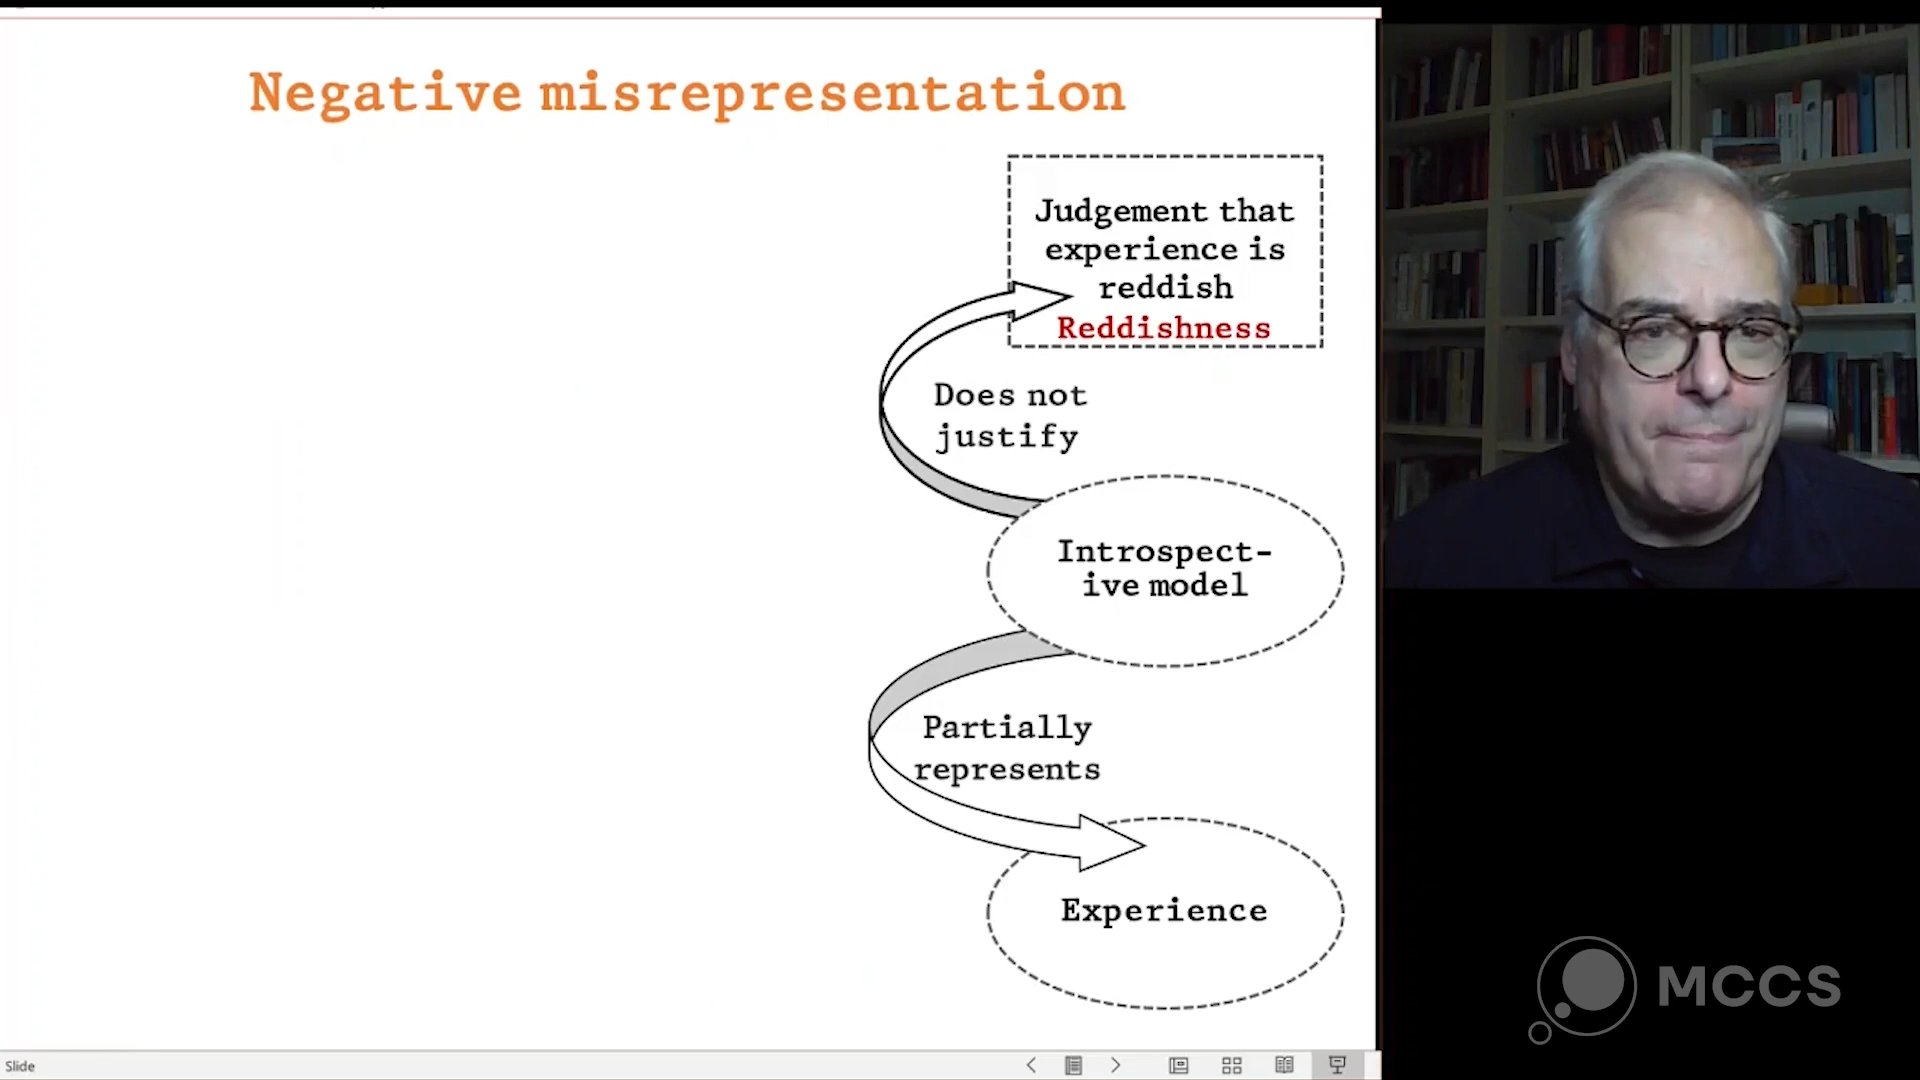 Negative misrepresentation
Judgement that
experience is
reddish
Reddishness
Does not
justify
Introspect-
ive model
Partially
represents
Experience
MCCS
Slide